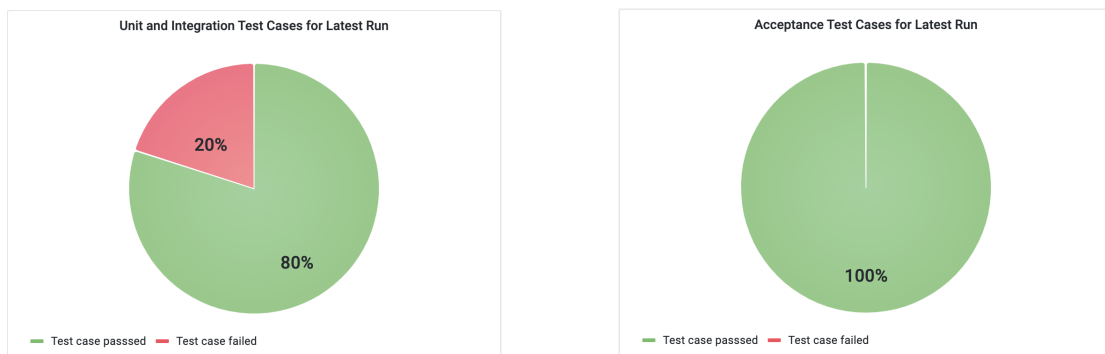 Unit and Integration Test Cases for Latest Run
20%
80%
Test case passsed Test case failed
Acceptance Test Cases for Latest Run
100%
Test case passsed Test case failed